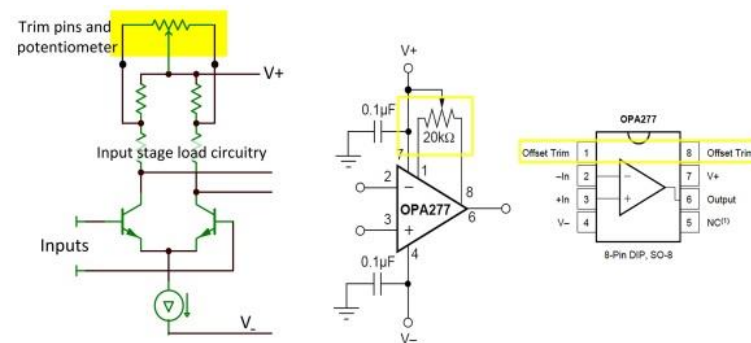 Trim pins and
potentiometer
V+
Input stage load circuitry
Inputs
V-
V+
0.1µF
20kΩ
7
1
2
−
8
OPA277
6
3
+
4
0.1µF
V–
OPA277
Offset Trim
1
8
Offset Trim
–In
2
7
V+
+In
3
6
Output
V–
4
5
NC(1)
8-Pin DIP, SO-8